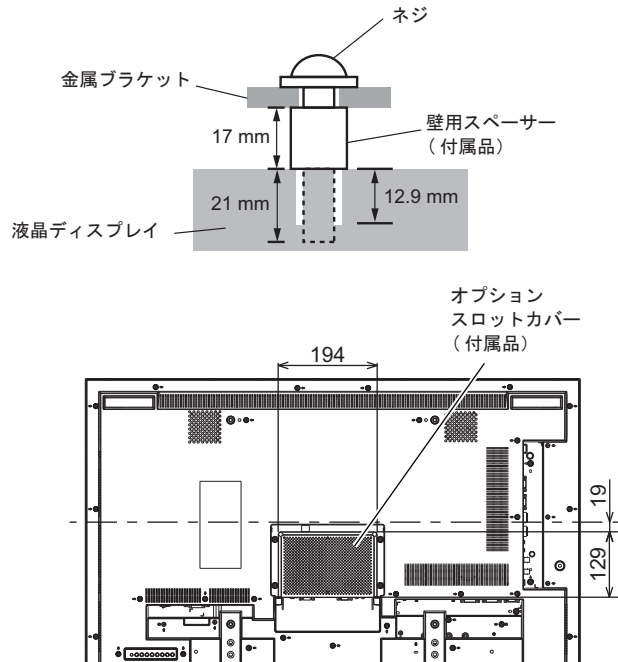 ネジ
金属ブラケット
17 mm
壁用スペーサー
（付属品）
21 mm
12.9 mm
液晶ディスプレイ
オプション
スロットカバー
（付属品）
194
19
129